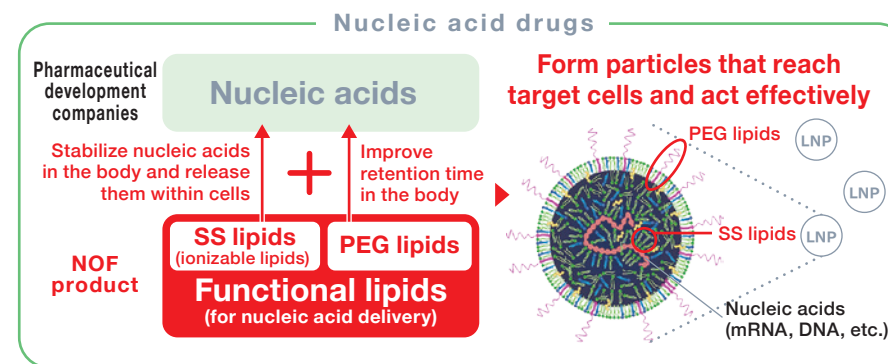 Nucleic acid drugs
Pharmaceutical
development
companies
Nucleic acids
Stabilize nucleic acids
in the body and release
them within cells
+
Improve
retention time
in the body
NOF
product
SS lipids
(ionizable lipids)
PEG lipids
Functional lipids
(for nucleic acid delivery)
Form particles that reach
target cells and act effectively
PEG lipids
LNP
LNP
SS lipids
LNP
Nucleic acids
(mRNA, DNA, etc.)